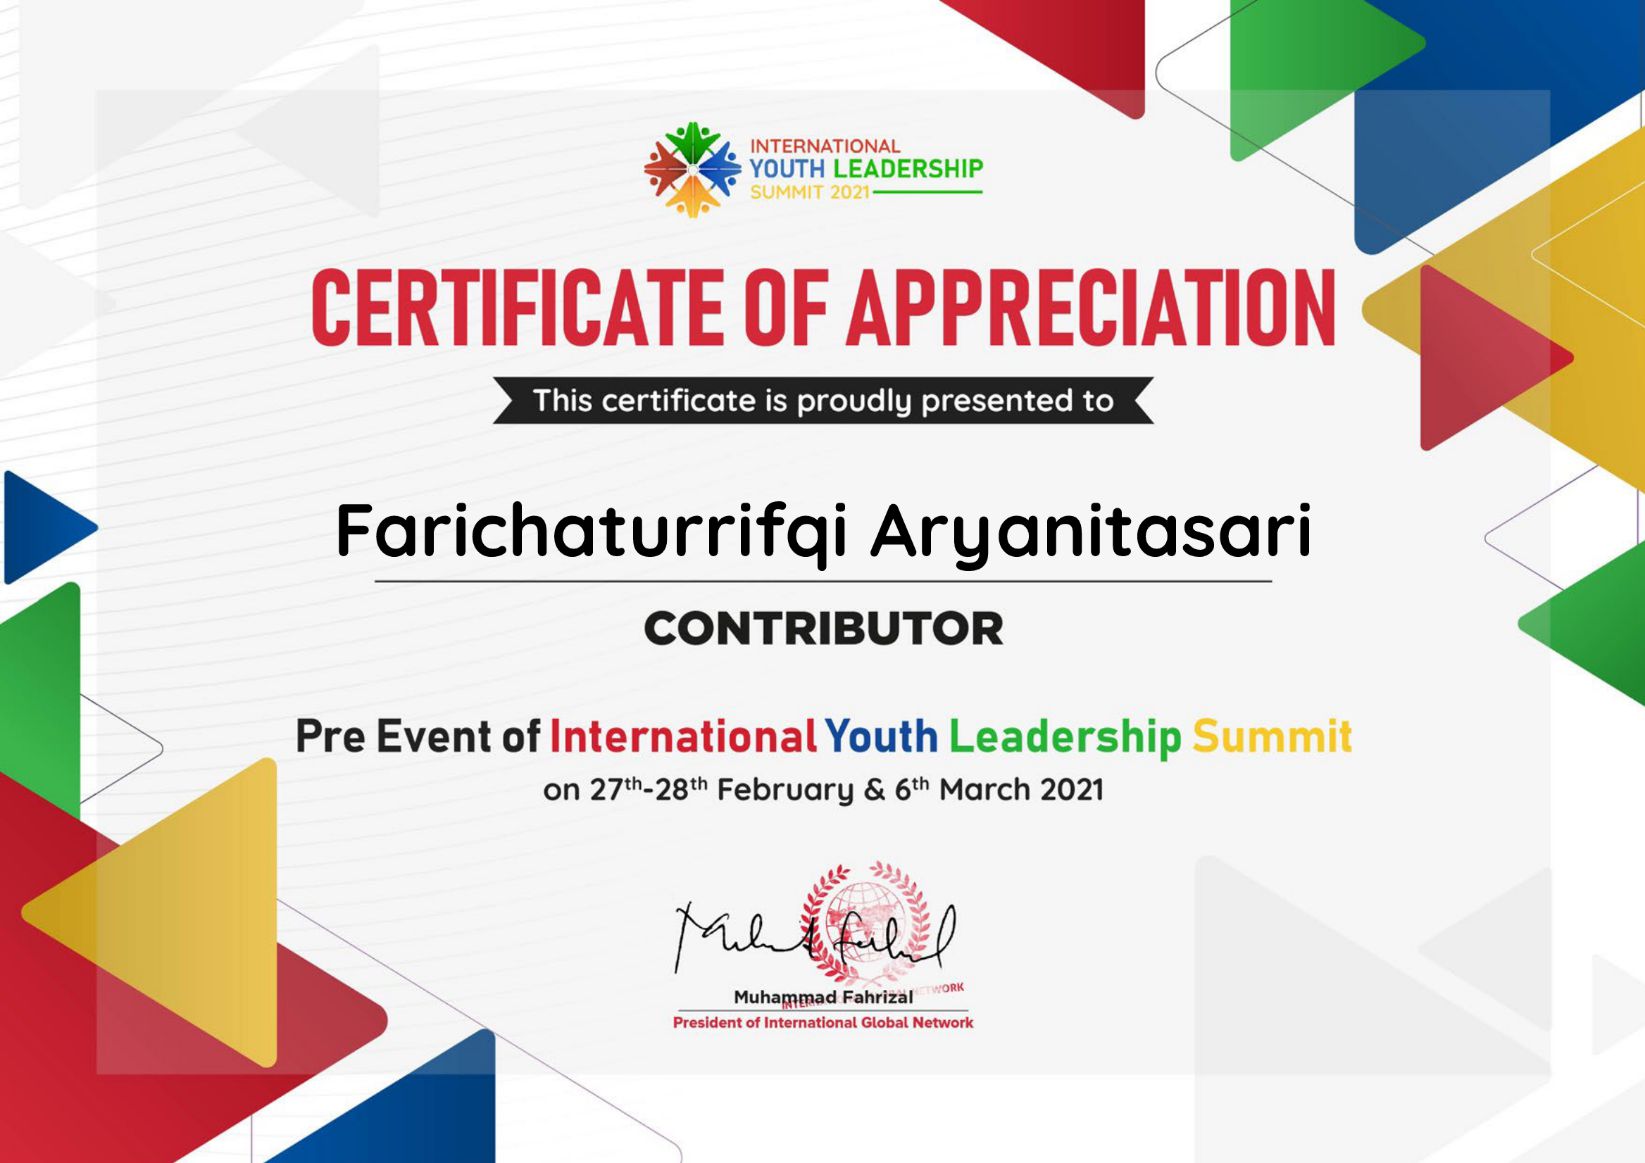 INTERNATIONAL
YOUTH LEADERSHIP
SUMMIT 2021
CERTIFICATE OF APPRECIATION
This certificate is proudly presented to
Farichaturrifqi Aryanitasari
CONTRIBUTOR
Pre Event of International Youth Leadership Summit
on 27th-28th February & 6th March 2021
Muhammad Fahrizal
President of International Global Network